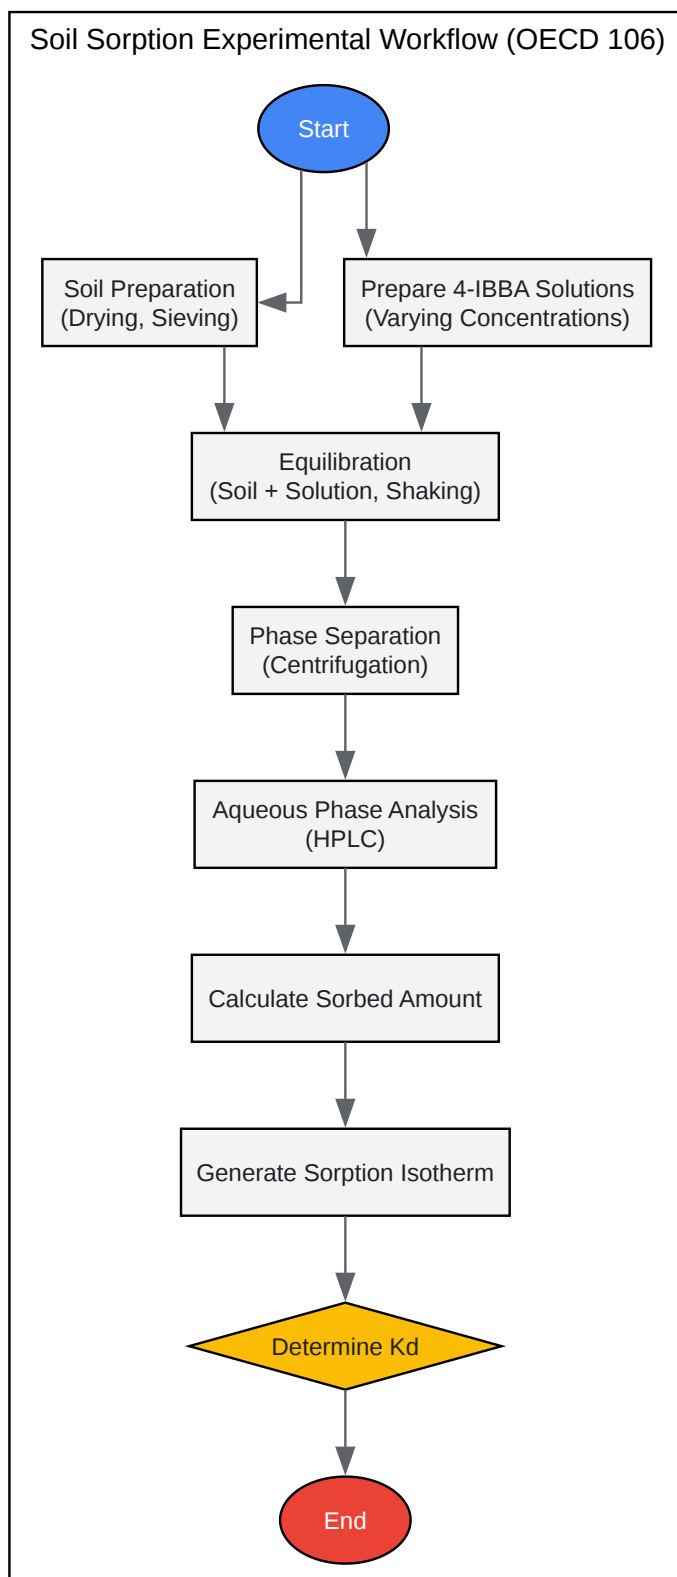 Soil Sorption Experimental Workflow (OECD 106)
Start
Soil Preparation
(Drying, Sieving)
Prepare 4-IBBA Solutions
(Varying Concentrations)
Equilibration
(Soil + Solution, Shaking)
Phase Separation
(Centrifugation)
Aqueous Phase Analysis
(HPLC)
Calculate Sorbed Amount
Generate Sorption Isotherm
Determine Kd
End